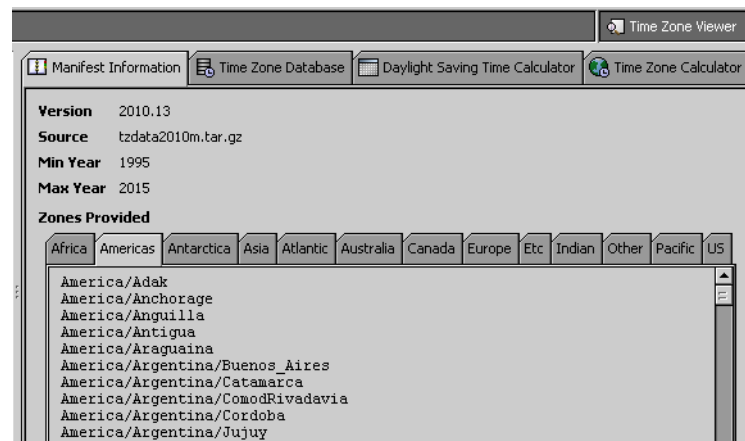 Time Zone Viewer
Manifest Information Time Zone Database Daylight Saving Time Calculator Time Zone Calculator
Version 2010.13
Source tzdata2010m.tar.gz
Min Year 1995
Max Year 2015
Zones Provided
Africa Americas Antarctica Asia Atlantic Australia Canada Europe Etc Indian Other Pacific US
America/Adak
America/Anchorage
America/Anguilla
America/Antigua
America/Araguaina
America/Argentina/Buenos_Aires
America/Argentina/Catamarca
America/Argentina/ComodRivadavia
America/Argentina/Cordoba
America/Argentina/Jujuy